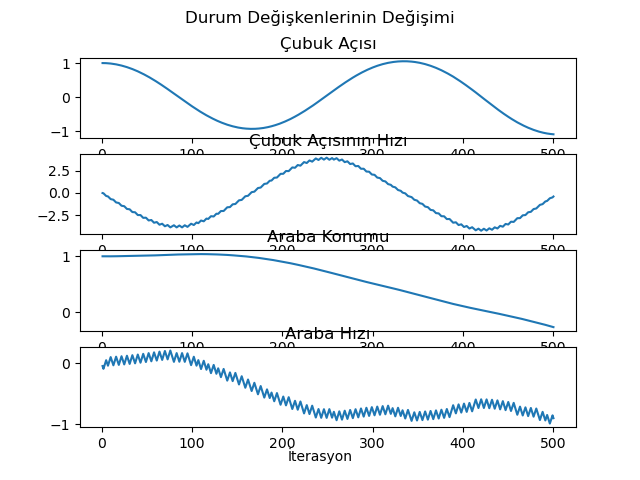 Durum Değişkenlerinin Değişimi
Çubuk Açısı
1
0
−1
0 100 200 300 400 500
Çubuk Açısının Hızı
2.5
0.0
−2.5
0 100 200 300 400 500
Araba Konumu
1
0
0 100 200 300 400 500
Araba Hızı
0
−1
0 100 200 300 400 500
Iterasyon